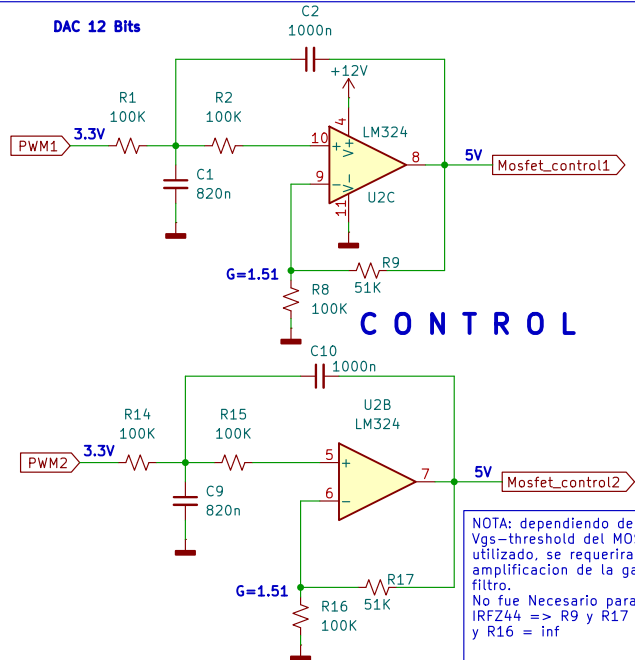 DAC 12 Bits
C2
1000n
+12V
R1
100K
R2
100K
LM324
PWM1
3.3V
10
4
V+
+
8
5V
Mosfet_control1
C1
820n
9
-
V-
11
U2C
G=1.51
R9
51K
R8
100K
CONTROL
C10
1000n
U2B
LM324
R14
100K
R15
100K
PWM2
3.3V
5
+
7
5V
Mosfet_control2
C9
820n
6
-
G=1.51
R17
51K
R16
100K
NOTA: dependiendo de
Vgs-threshold del MO
utilizado, se requerira
amplificacion de la ga
filtro.
No fue Necesario para
IRFZ44 => R9 y R17
y R16 = inf